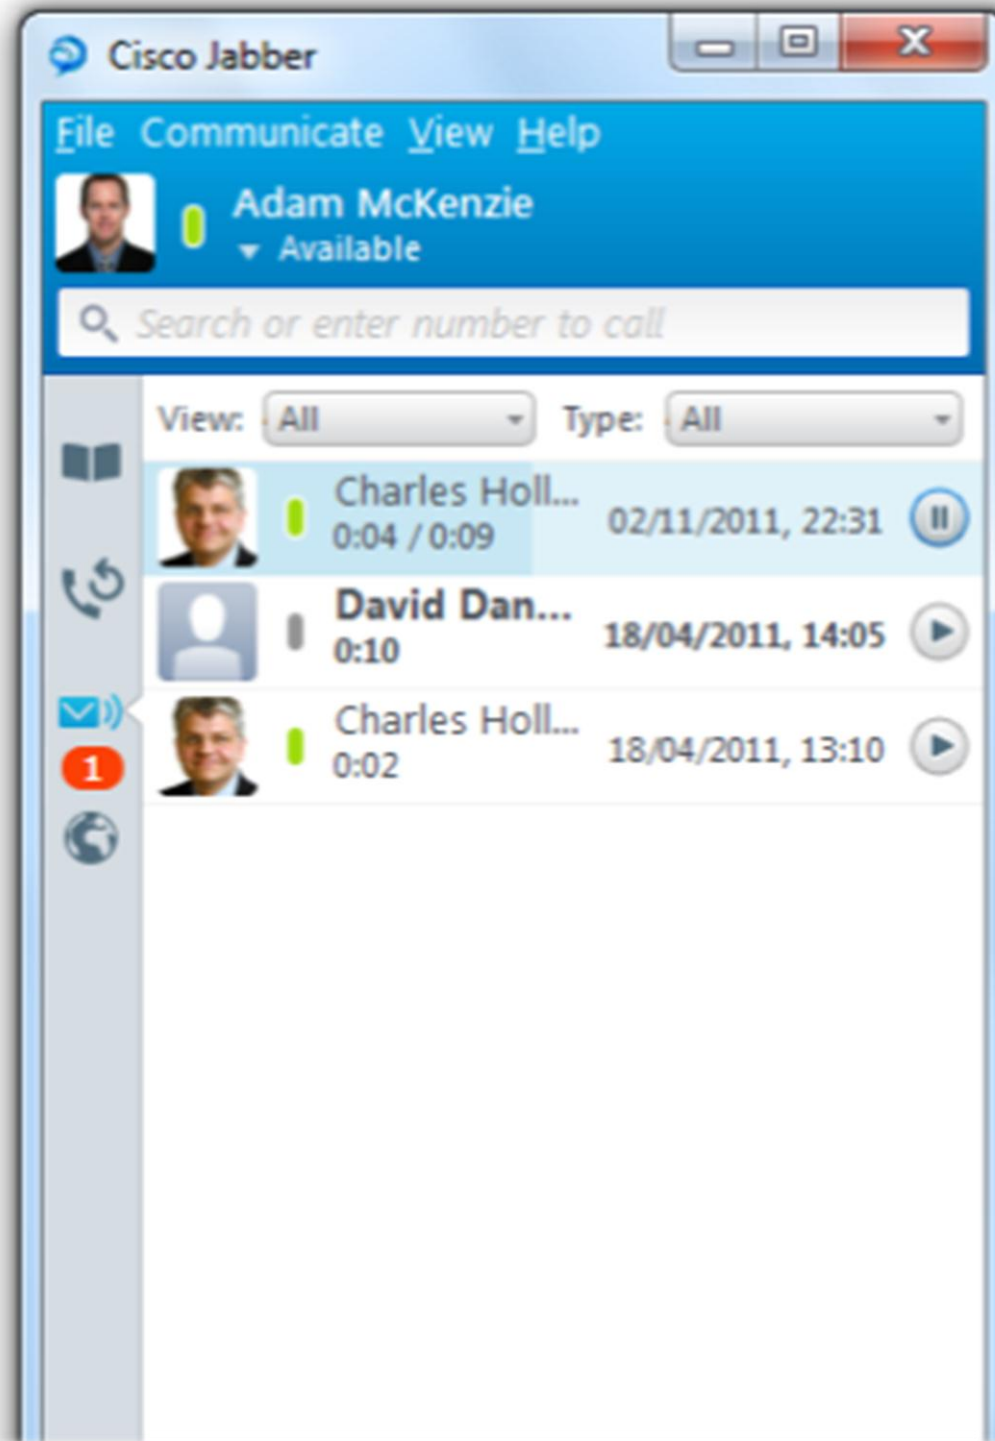 Cisco Jabber
File Communicate View Help
Adam McKenzie
Available
Search or enter number to call
View: All Type: All
Charles Holl...
0:04 / 0:09 02/11/2011, 22:31
David Dan...
0:10 18/04/2011, 14:05
Charles Holl...
0:02 18/04/2011, 13:10
1